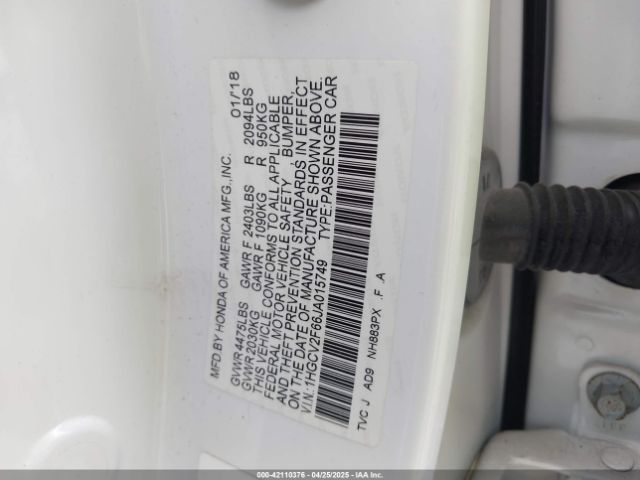 MFD BY HONDA OF AMERICA MFG.,INC. 01/'18
GVWR 4475LBS GAWR F 2403LBS R 2094LBS
GVWR 2030KG GAWR F 1090KG R 950KG
THIS VEHICLE CONFORMS TO ALL APPLICABLE
FEDERAL MOTOR VEHICLE SAFETY , BUMPER,
AND THEFT PREVENTION STANDARDS IN EFFECT
ON THE DATE OF MANUFACTURE SHOWN ABOVE.
V.I.N.:1HGCV2F66JA015749 TYPE:PASSENGER CAR
TVC J AD9 NH883PX .F .A
000-42110376 - 04/25/2025 - IAA Inc.